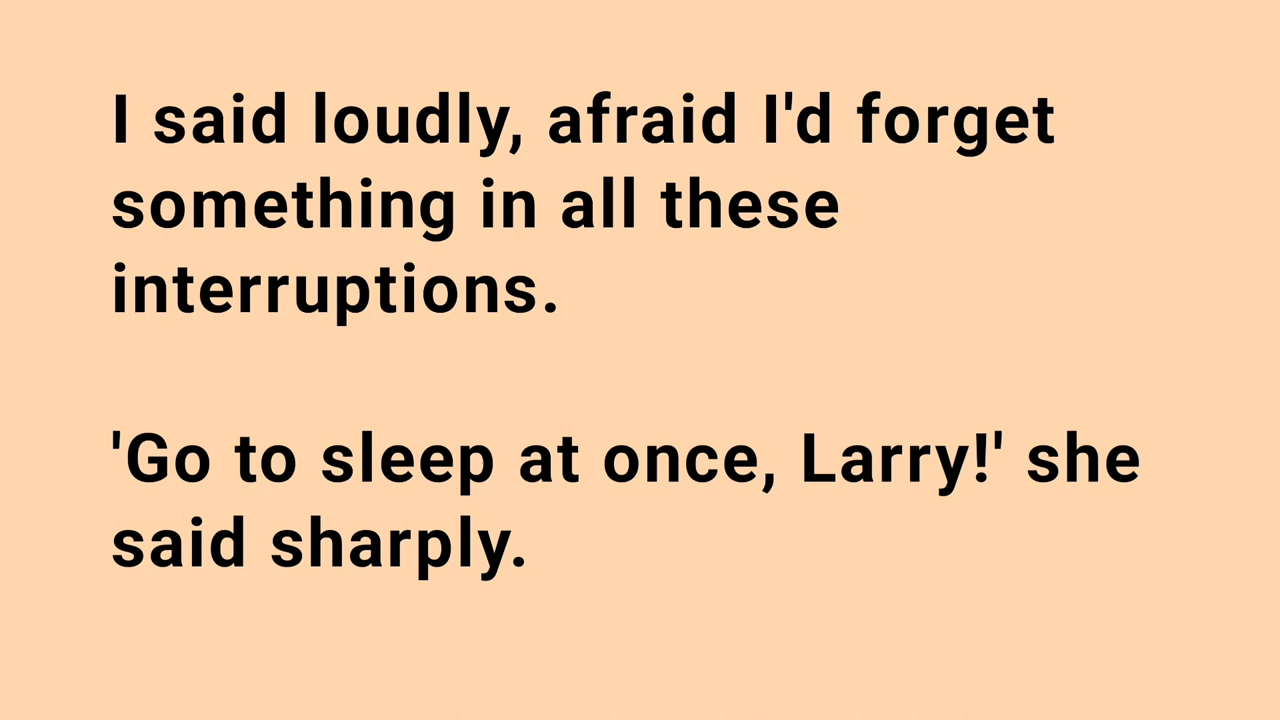 I said loudly, afraid I'd forget
something in all these
interruptions.
'Go to sleep at once, Larry!' she
said sharply.